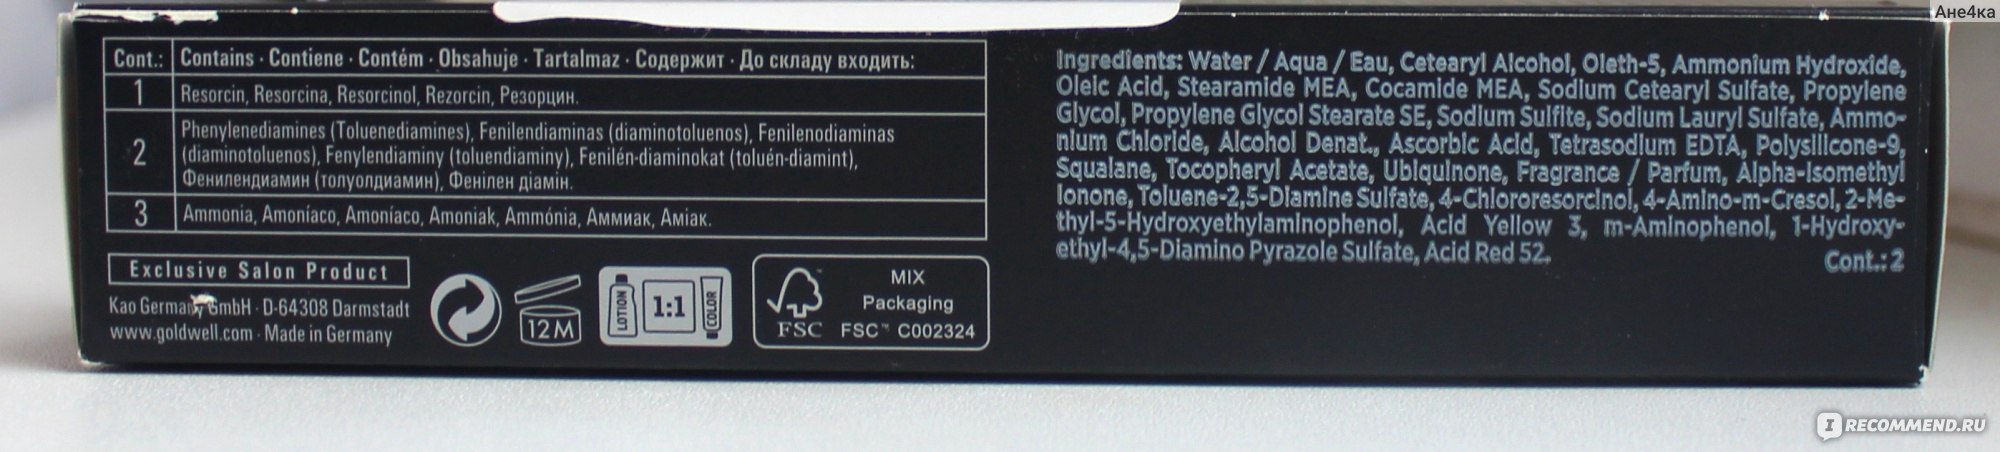 Ане4ка
Cont.: Contains · Contiene · Contém · Obsahuje · Tartalmaz · Содержит · До складу входить:
1 Resorcin, Resorcina, Resorcinol, Rezorcin, Резорцин.
2 Phenylenediamines (Toluenediamines), Fenilendiaminas (diaminotoluenos), Fenilenodiaminas
(diaminotoluenos), Fenylendiaminy (toluendiaminy), Fenilén-diaminokat (toluén-diamint),
Фенилендиамин (толуолдиамин), Фенілен діамін.
3 Ammonia, Amoníaco, Amoníaco, Amoniak, Ammónia, Аммиак, Аміак.
Exclusive Salon Product
Kao Germany GmbH · D-64308 Darmstadt
www.goldwell.com · Made in Germany
12M
LOTION 1:1 COLOR
FSC
MIX
Packaging
FSC™ C002324
Ingredients: Water / Aqua / Eau, Cetearyl Alcohol, Oleth-5, Ammonium Hydroxide,
Oleic Acid, Stearamide MEA, Cocamide MEA, Sodium Cetearyl Sulfate, Propylene
Glycol, Propylene Glycol Stearate SE, Sodium Sulfite, Sodium Lauryl Sulfate, Ammo-
nium Chloride, Alcohol Denat., Ascorbic Acid, Tetrasodium EDTA, Polysilicone-9,
Squalane, Tocopheryl Acetate, Ubiquinone, Fragrance / Parfum, Alpha-Isomethyl
Ionone, Toluene-2,5-Diamine Sulfate, 4-Chlororesorcinol, 4-Amino-m-Cresol, 2-Me-
thyl-5-Hydroxyethylaminophenol, Acid Yellow 3, m-Aminophenol, 1-Hydroxy-
ethyl-4,5-Diamino Pyrazole Sulfate, Acid Red 52.
Cont.: 2
I RECOMMEND.RU